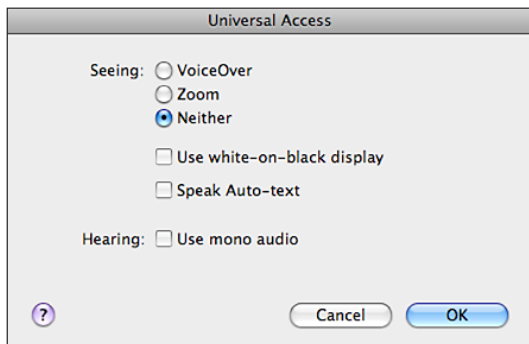 Universal Access
Seeing: VoiceOver
Zoom
Neither
Use white-on-black display
Speak Auto-text
Hearing: Use mono audio
? Cancel OK